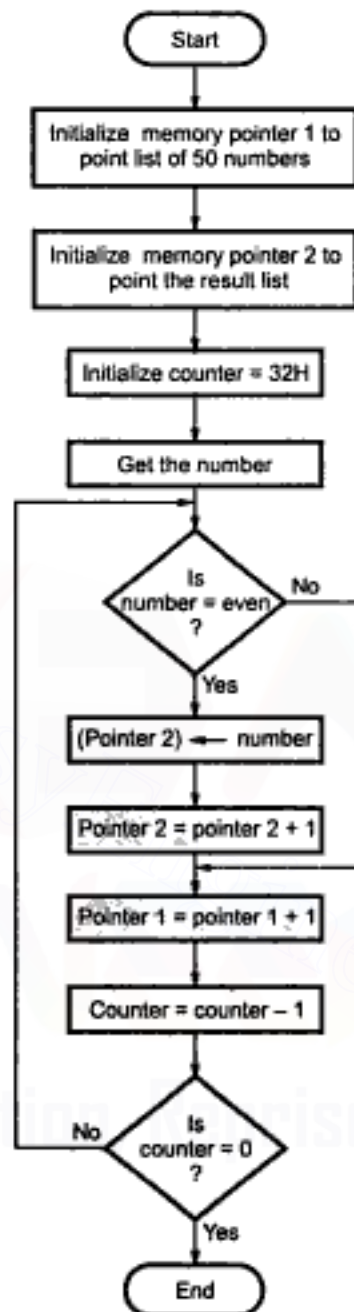 Start
Initialize memory pointer 1 to
point list of 50 numbers
Initialize memory pointer 2 to
point the result list
Initialize counter = 32H
Get the number
Is
number = even
?
No
Yes
(Pointer 2) ← number
Pointer 2 = pointer 2 + 1
Pointer 1 = pointer 1 + 1
Counter = counter – 1
Is
counter = 0
?
No
Yes
End